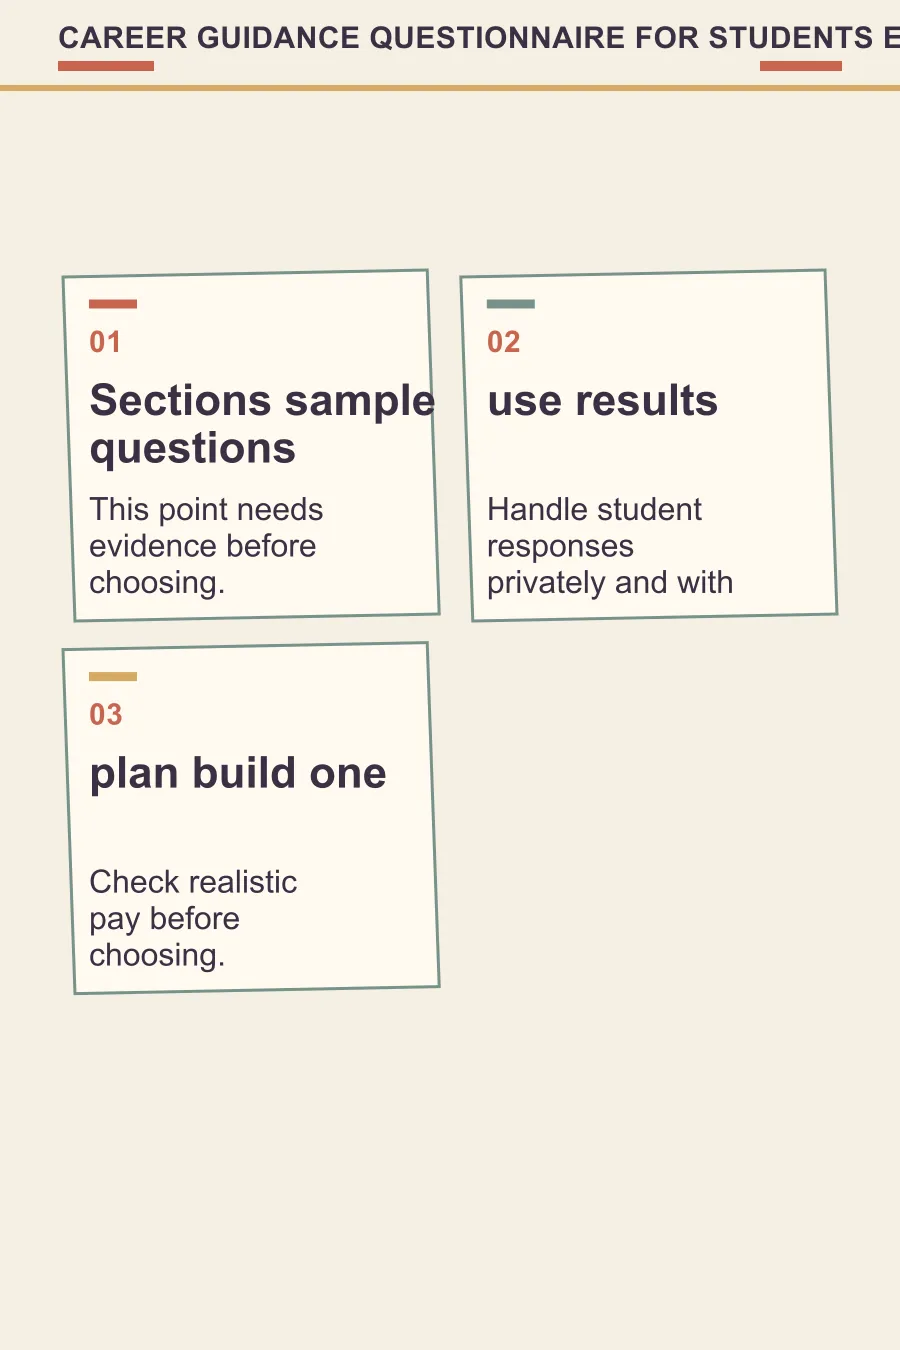 CAREER GUIDANCE QUESTIONNAIRE FOR STUDENTS E
01
Sections sample
questions
This point needs
evidence before
choosing.
02
use results
Handle student
responses
privately and with
03
plan build one
Check realistic
pay before
choosing.